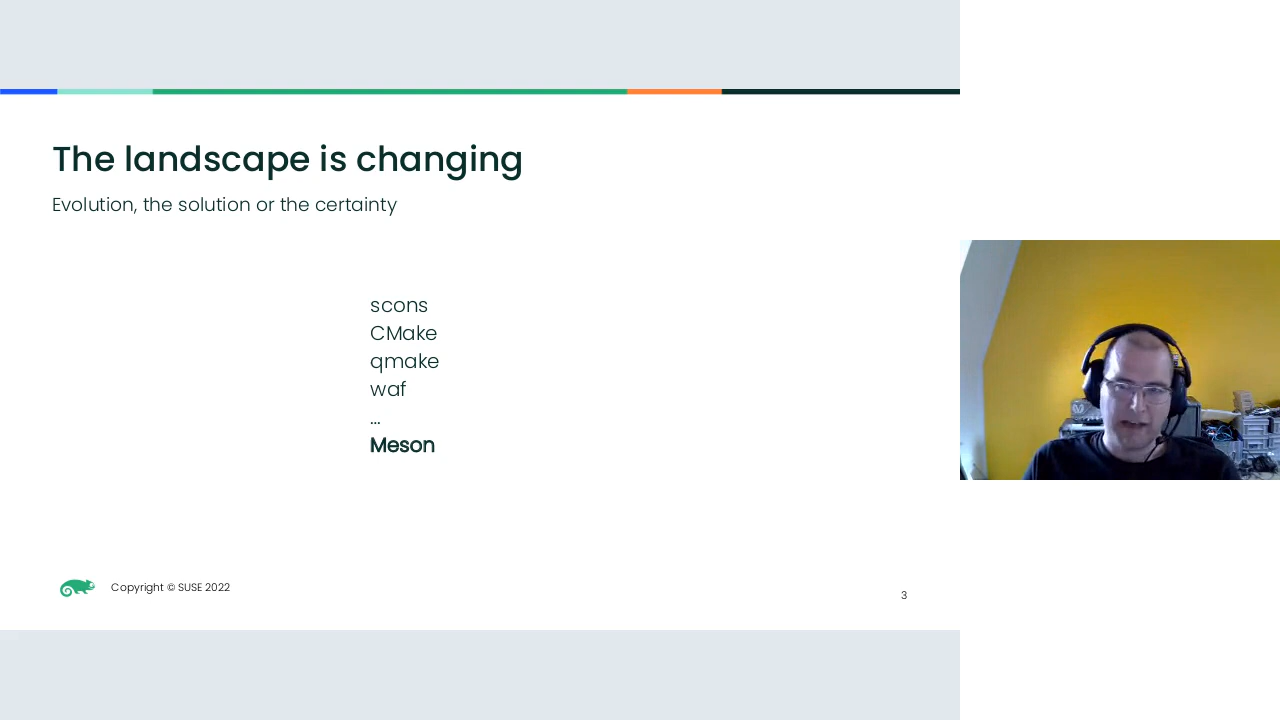 The landscape is changing
Evolution, the solution or the certainty
scons
CMake
qmake
waf
...
Meson
Copyright © SUSE 2022
3